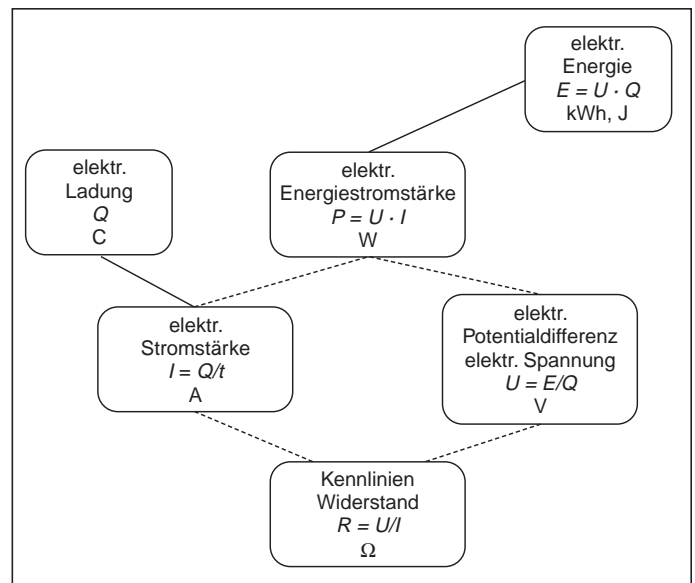 elektr.
Energie
E = U · Q
kWh, J
elektr.
Ladung
Q
C
elektr.
Energiestromstärke
P = U · I
W
elektr.
Stromstärke
I = Q/t
A
elektr.
Potentialdifferenz
elektr. Spannung
U = E/Q
V
Kennlinien
Widerstand
R = U/I
Ω